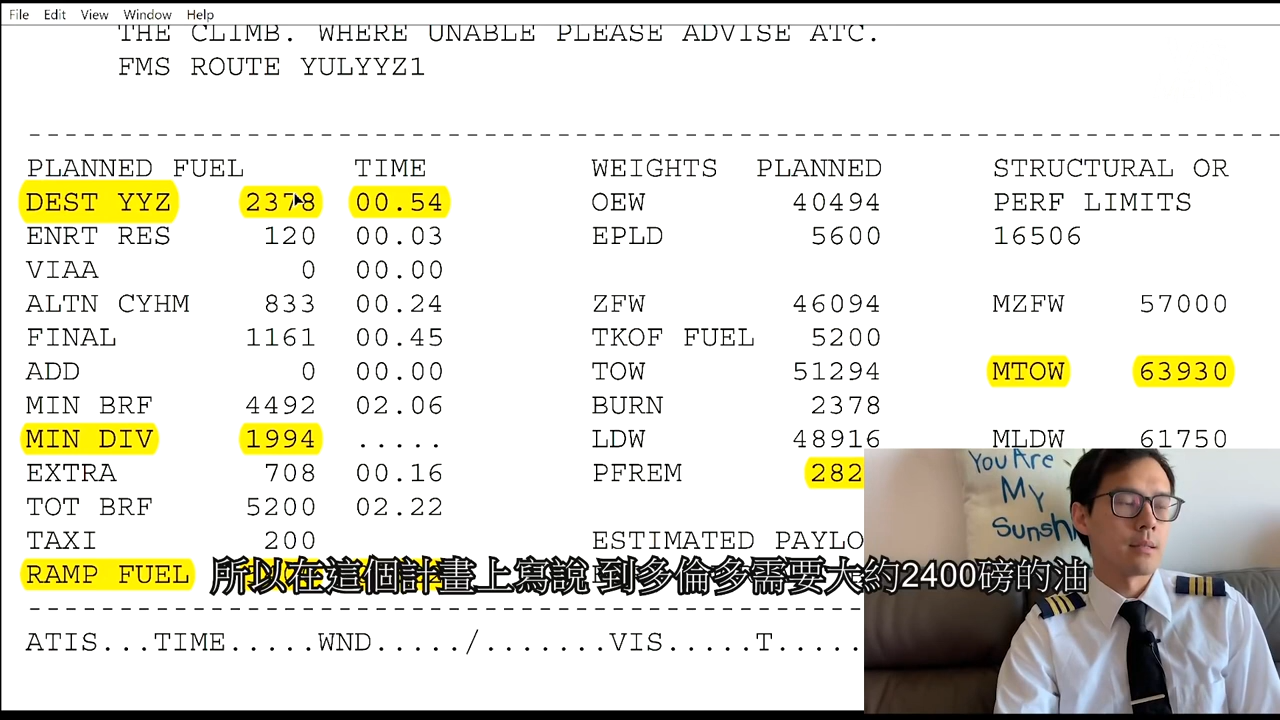 File Edit View Window Help
THE CLIMB. WHERE UNABLE PLEASE ADVISE ATC.
FMS ROUTE YULYYZ1
PLANNED FUEL TIME WEIGHTS PLANNED STRUCTURAL OR
DEST YYZ 2378 00.54 OEW 40494 PERF LIMITS
ENRT RES 120 00.03 EPLD 5600 16506
VIAA 0 00.00
ALTN CYHM 833 00.24 ZFW 46094 MZFW 57000
FINAL 1161 00.45 TKOF FUEL 5200
ADD 0 00.00 TOW 51294 MTOW 63930
MIN BRF 4492 02.06 BURN 2378
MIN DIV 1994 ..... LDW 48916 MLDW 61750
EXTRA 708 00.16 PFREM 282
TOT BRF 5200 02.22
TAXI 200 ESTIMATED PAYLO
RAMP FUEL
所以在這個計畫上寫說 到多倫多需要大約2400磅的油
ATIS...TIME.....WND...../.......VIS.....T.....
You Are
My